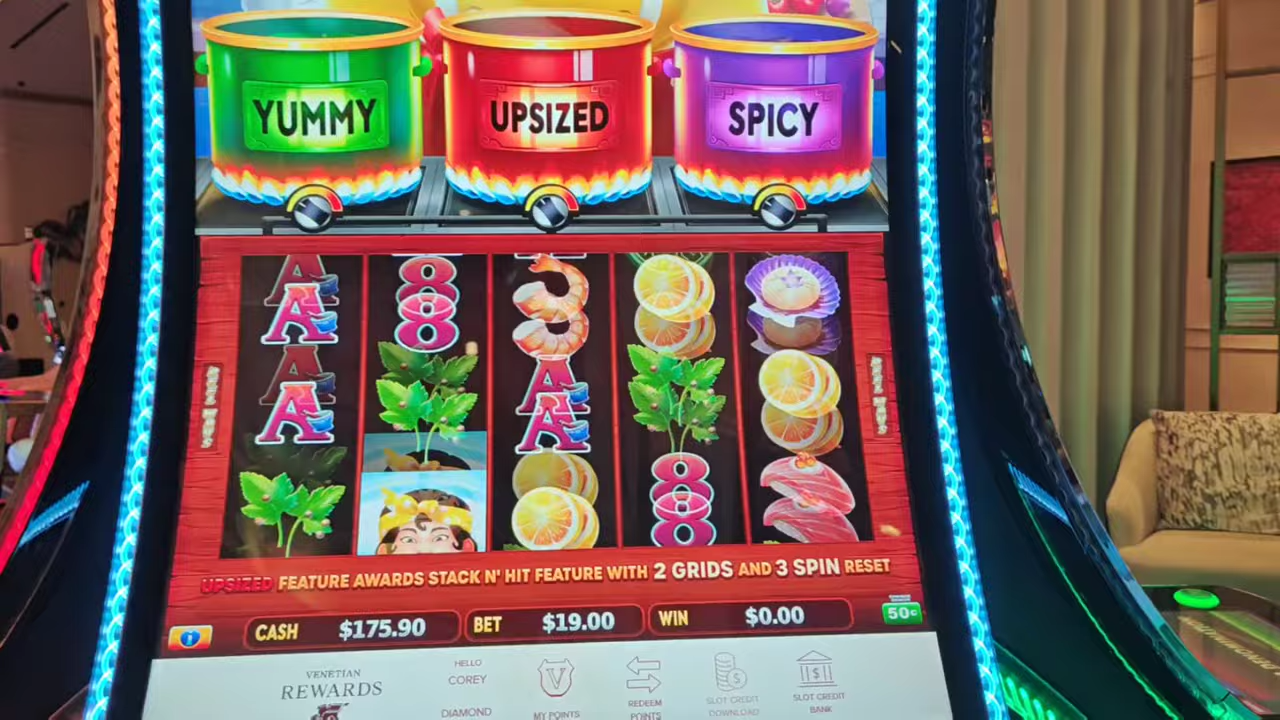 YUMMY
UPSIZED
SPICY
A
8
A
A
8
A
UPSIZED FEATURE AWARDS STACK N' HIT FEATURE WITH 2 GRIDS AND 3 SPIN RESET
CASH $175.90 BET $19.00 WIN $0.00 50¢
VENETIAN
REWARDS
HELLO
COREY
DIAMOND
V
MY POINTS
REDEEM
POINTS
SLOT CREDIT
DOWNLOAD
SLOT CREDIT
BANK